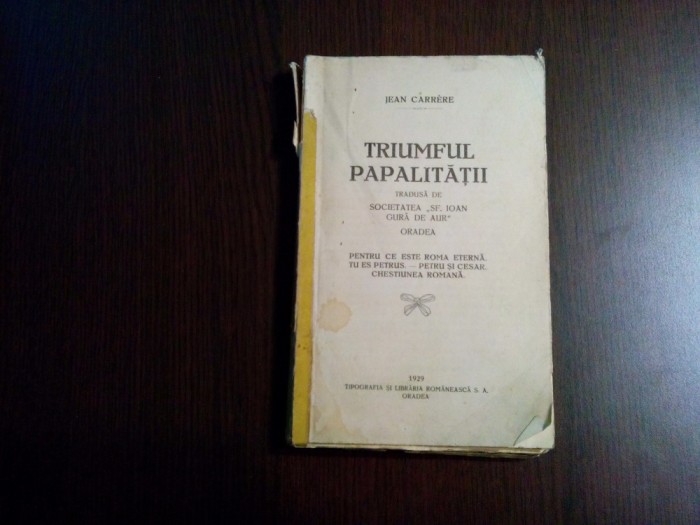 JEAN CARRÈRE
TRIUMFUL
PAPALITĂȚII
TRADUSĂ DE
SOCIETATEA „SF. IOAN
GURĂ DE AUR"
ORADEA
PENTRU CE ESTE ROMA ETERNĂ.
TU ES PETRUS. — PETRU ȘI CESAR.
CHESTIUNEA ROMANĂ.
1929
TIPOGRAFIA ȘI LIBRĂRIA ROMÂNEASCĂ S. A.
ORADEA